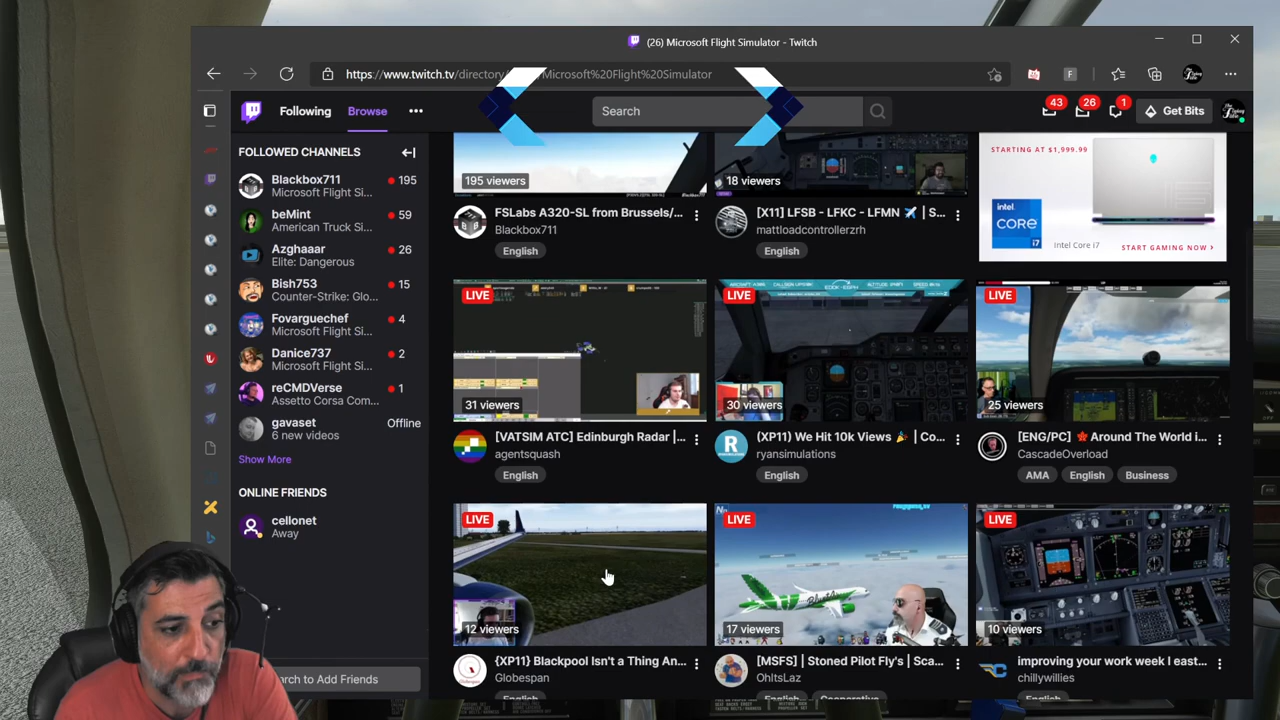 (26) Microsoft Flight Simulator - Twitch
https://www.twitch.tv/directory/ Microsoft%20Flight%20Simulator
Following
Browse
Search
43
26
1
Get Bits
FOLLOWED CHANNELS
Blackbox711
195
Microsoft Flight Si...
beMint
59
American Truck Si...
Azghaaar
26
Elite: Dangerous
Bish753
15
Counter-Strike: Glo...
Fovarguechef
4
Microsoft Flight Si...
Danice737
2
Microsoft Flight Si...
reCMDVerse
1
Assetto Corsa Com...
gavaset
Offline
6 new videos
Show More
ONLINE FRIENDS
cellonet
Away
rch to Add Friends
195 viewers
FSLabs A320-SL from Brussels/...
Blackbox711
English
18 viewers
[X11] LFSB - LFKC - LFMN ✈️ | S...
mattloadcontrollerzrh
English
STARTING AT $1,999.99
intel
CORE
i7
Intel Core i7
START GAMING NOW >
LIVE
31 viewers
[VATSIM ATC] Edinburgh Radar |...
agentsquash
English
LIVE
30 viewers
(XP11) We Hit 10k Views 🎉 | Co...
ryansimulations
English
LIVE
25 viewers
[ENG/PC] 🏵️ Around The World i...
CascadeOverload
AMA
English
Business
LIVE
12 viewers
{XP11} Blackpool Isn't a Thing An...
Globespan
English
LIVE
17 viewers
[MSFS] | Stoned Pilot Fly's | Sca...
OhItsLaz
English
Cooperative
LIVE
10 viewers
improving your work week I east...
chillywillies
English